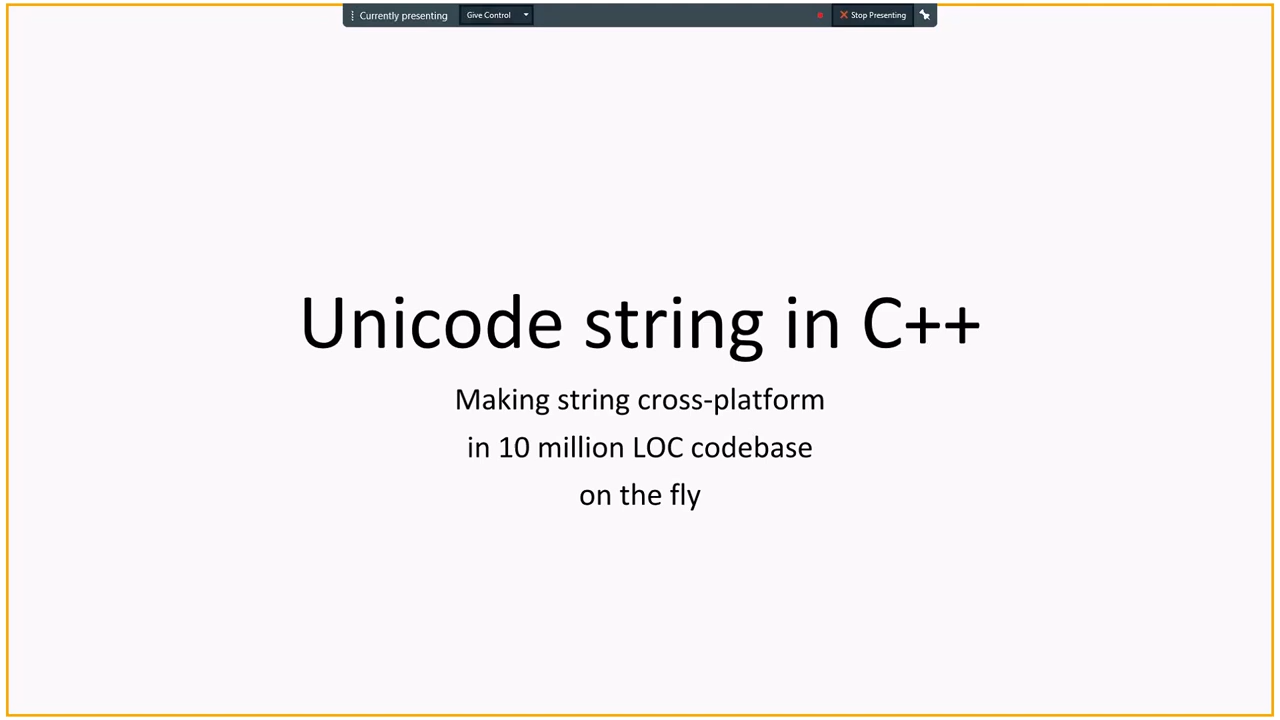 Currently presenting Give Control Stop Presenting
Unicode string in C++
Making string cross-platform
in 10 million LOC codebase
on the fly